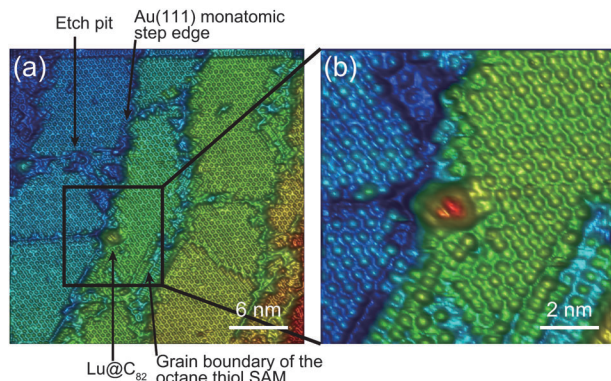 Etch pit
Au(111) monatomic
step edge
(a)
(b)
6 nm
2 nm
Lu@C₈₂
Grain boundary of the
octane thiol SAM